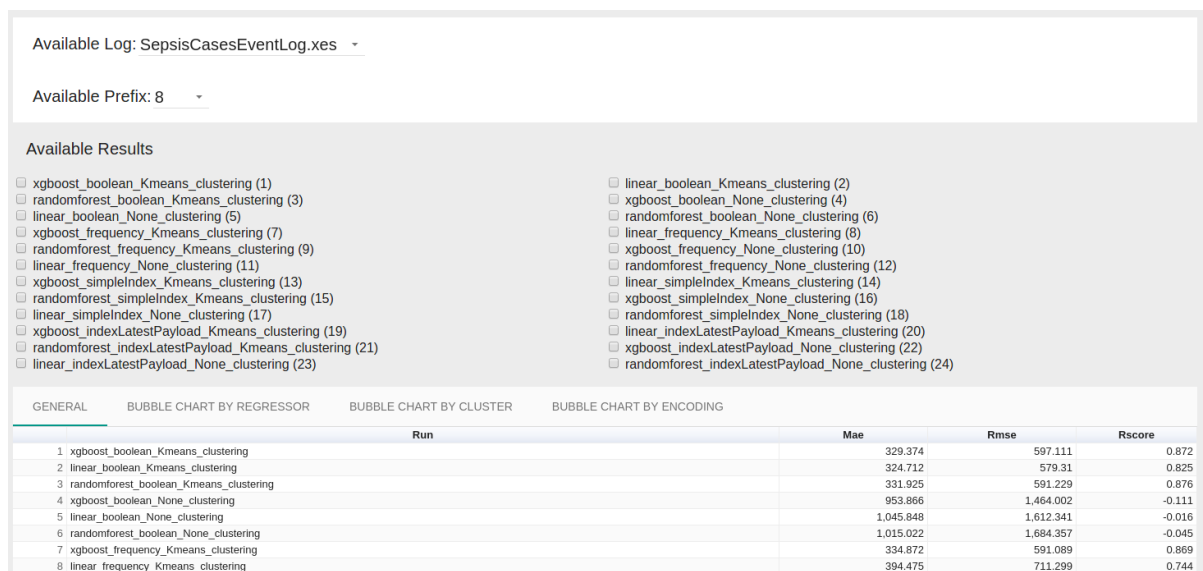 Available Log: SepsisCasesEventLog.xes
Available Prefix: 8
Available Results
xgboost_boolean_Kmeans_clustering (1) linear_boolean_Kmeans_clustering (2)
randomforest_boolean_Kmeans_clustering (3) xgboost_boolean_None_clustering (4)
linear_boolean_None_clustering (5) randomforest_boolean_None_clustering (6)
xgboost_frequency_Kmeans_clustering (7) linear_frequency_Kmeans_clustering (8)
randomforest_frequency_Kmeans_clustering (9) xgboost_frequency_None_clustering (10)
linear_frequency_None_clustering (11) randomforest_frequency_None_clustering (12)
xgboost_simpleIndex_Kmeans_clustering (13) linear_simpleIndex_Kmeans_clustering (14)
randomforest_simpleIndex_Kmeans_clustering (15) xgboost_simpleIndex_None_clustering (16)
linear_simpleIndex_None_clustering (17) randomforest_simpleIndex_None_clustering (18)
xgboost_indexLatestPayload_Kmeans_clustering (19) linear_indexLatestPayload_Kmeans_clustering (20)
randomforest_indexLatestPayload_Kmeans_clustering (21) xgboost_indexLatestPayload_None_clustering (22)
linear_indexLatestPayload_None_clustering (23) randomforest_indexLatestPayload_None_clustering (24)
GENERAL BUBBLE CHART BY REGRESSOR BUBBLE CHART BY CLUSTER BUBBLE CHART BY ENCODING
Run Mae Rmse Rscore
1 xgboost_boolean_Kmeans_clustering 329.374 597.111 0.872
2 linear_boolean_Kmeans_clustering 324.712 579.31 0.825
3 randomforest_boolean_Kmeans_clustering 331.925 591.229 0.876
4 xgboost_boolean_None_clustering 953.866 1,464.002 -0.111
5 linear_boolean_None_clustering 1,045.848 1,612.341 -0.016
6 randomforest_boolean_None_clustering 1,015.022 1,684.357 -0.045
7 xgboost_frequency_Kmeans_clustering 334.872 591.089 0.869
8 linear_frequency_Kmeans_clustering 394.475 711.299 0.744